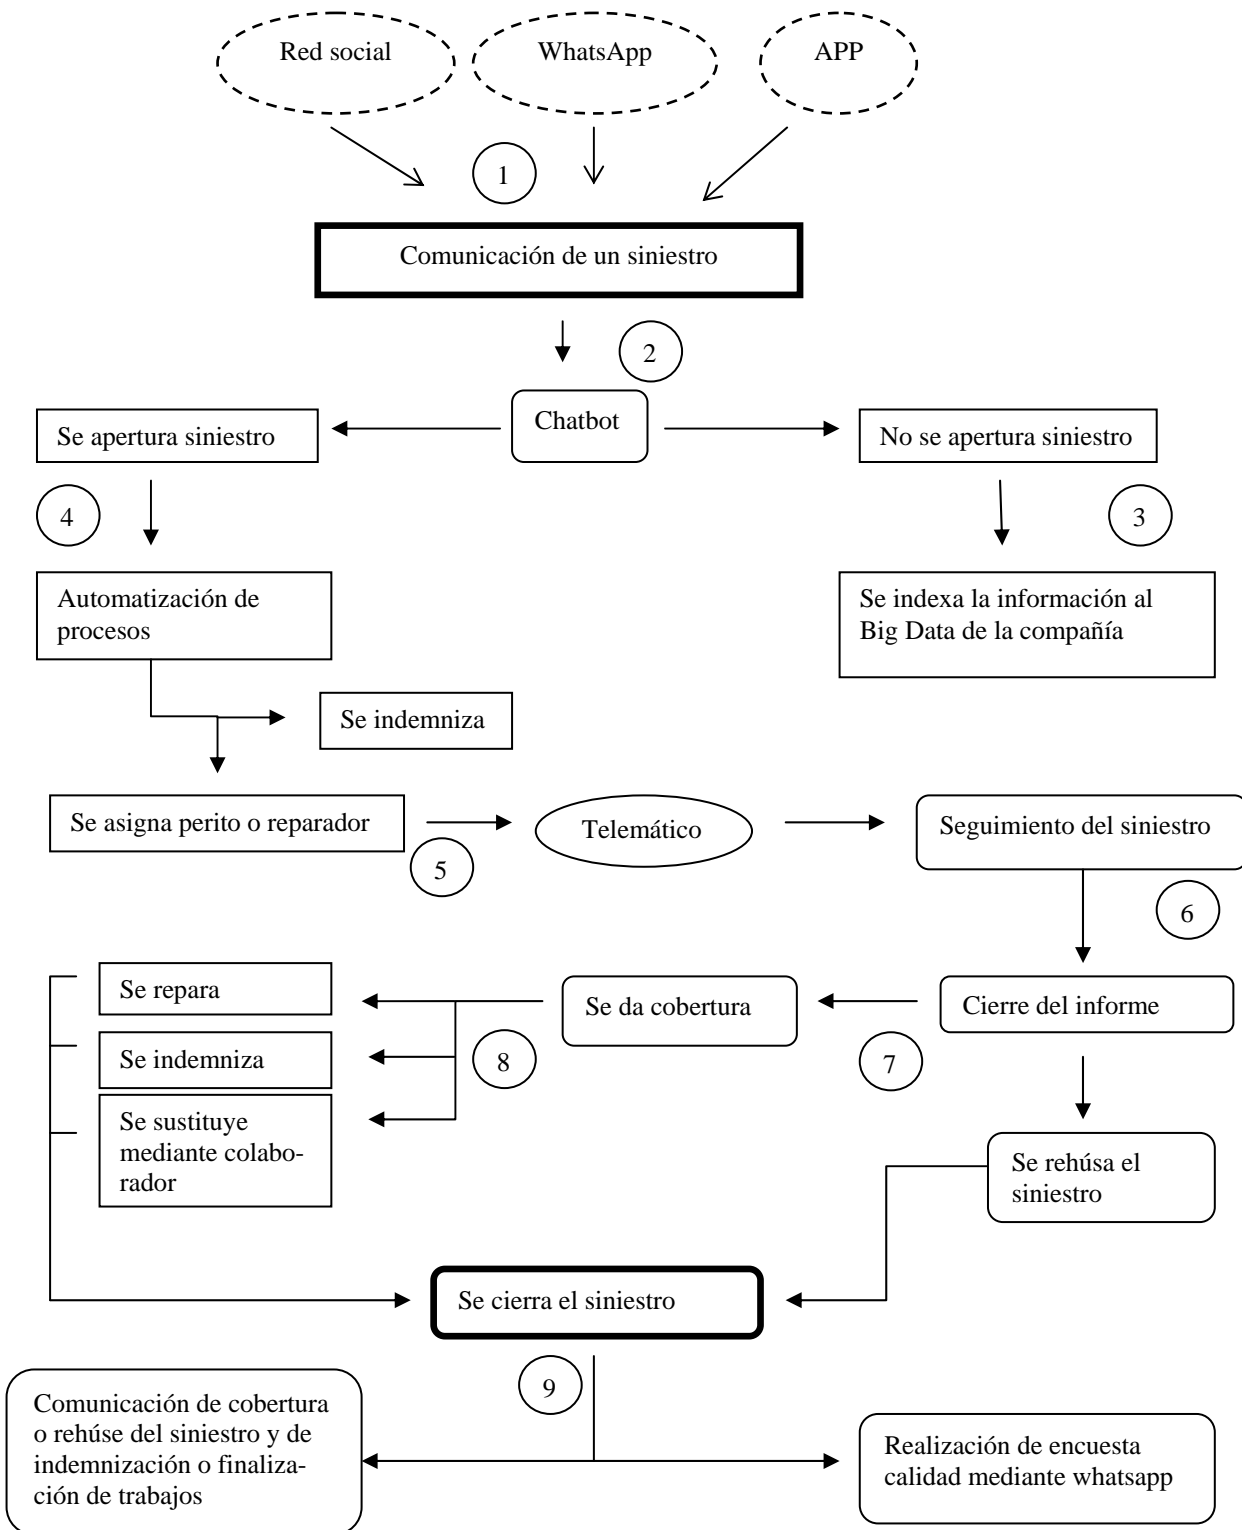 Red social
WhatsApp
APP
1
Comunicación de un siniestro
2
Chatbot
Se apertura siniestro
No se apertura siniestro
4
3
Automatización de
procesos
Se indexa la información al
Big Data de la compañía
Se indemniza
Se asigna perito o reparador
Telemático
Seguimiento del siniestro
5
6
Se repara
Se da cobertura
Cierre del informe
Se indemniza
8
7
Se sustituye
mediante colabo-
rador
Se rehúsa el
siniestro
Se cierra el siniestro
9
Comunicación de cobertura
o rehúse del siniestro y de
indemnización o finaliza-
ción de trabajos
Realización de encuesta
calidad mediante whatsapp